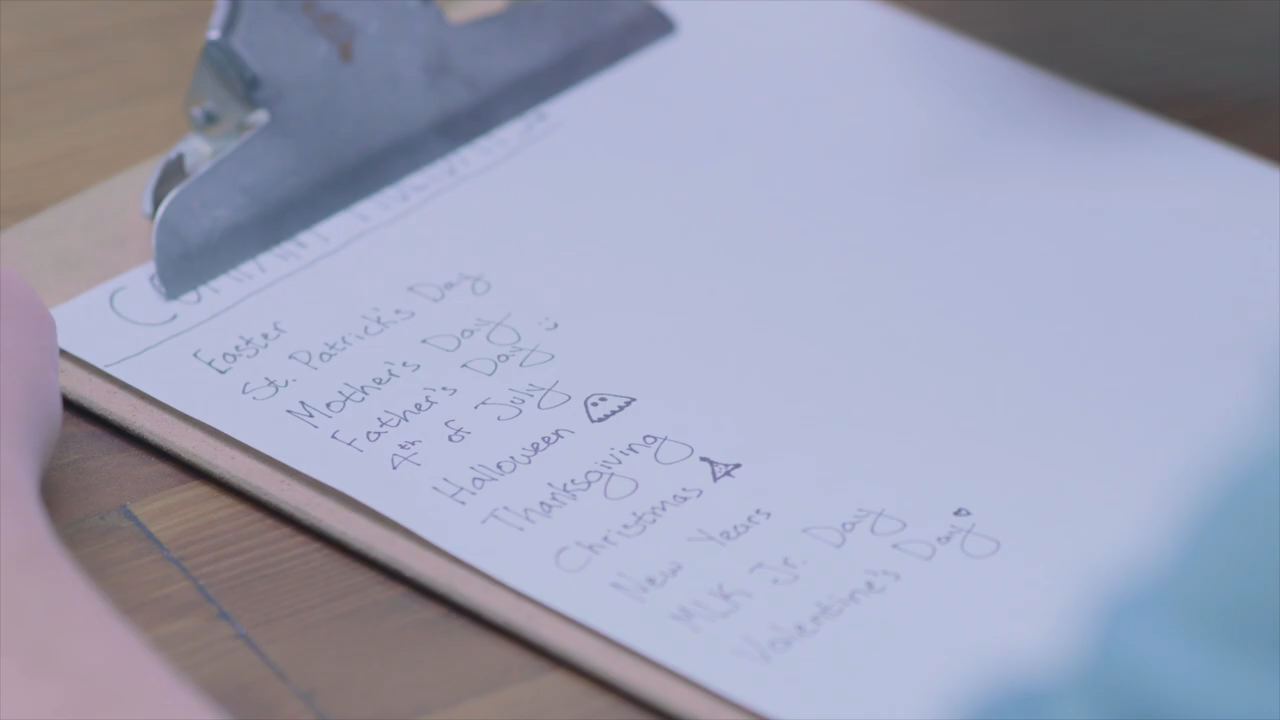 Easter
St. Patrick's Day
Mother's Day
Father's Day :)
4th of July
Halloween
Thanksgiving
Christmas
New Years
MLK Jr. Day
Valentine's Day ♥